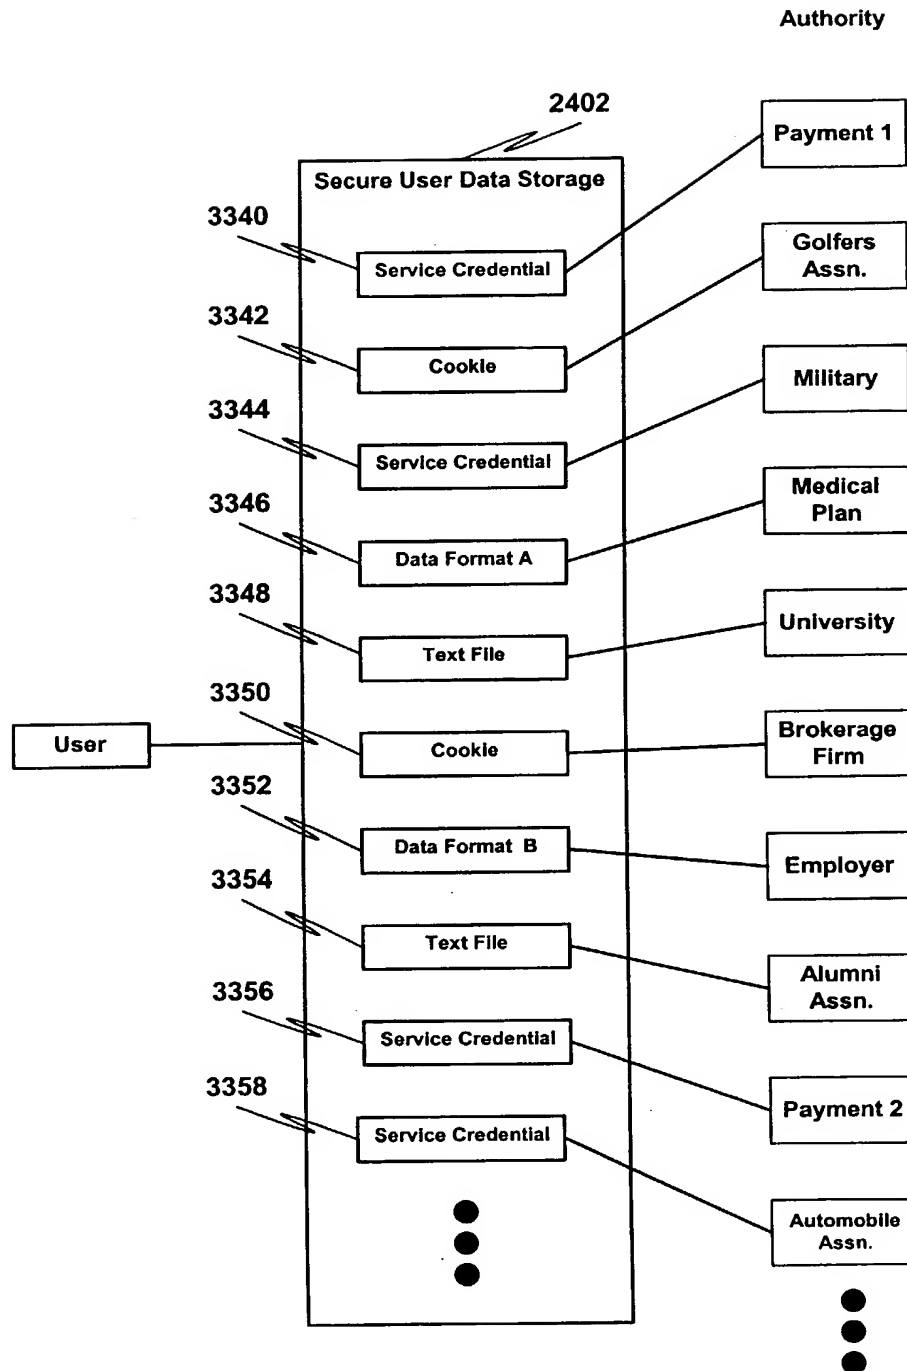 Authority
2402
Payment 1
Secure User Data Storage
3340
Service Credential
Golfers
Assn.
3342
Cookie
Military
3344
Service Credential
Medical
Plan
3346
Data Format A
University
3348
Text File
3350
User
Cookie
Brokerage
Firm
3352
Data Format B
Employer
3354
Text File
Alumni
Assn.
3356
Service Credential
Payment 2
3358
Service Credential
Automobile
Assn.